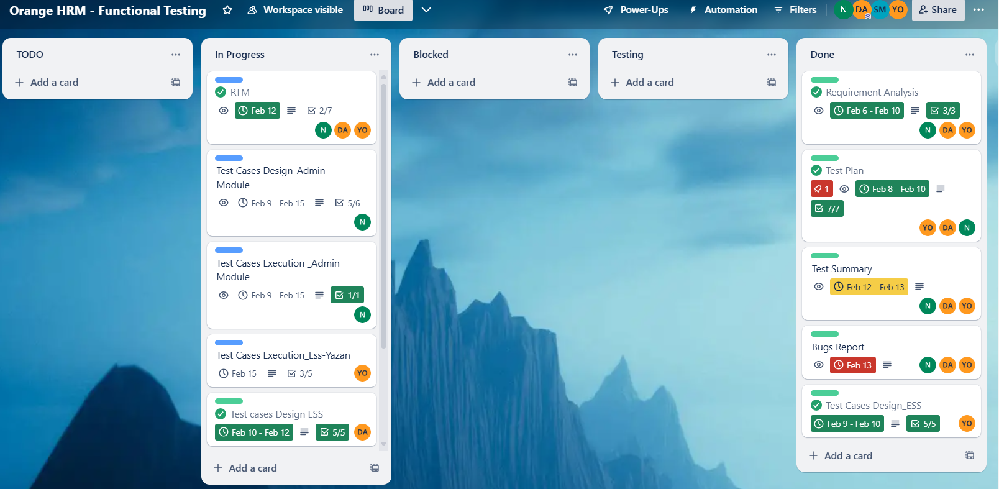 Orange HRM - Functional Testing
Workspace visible
Board
Power-Ups
Automation
Filters
N
DA
SM
YO
Share
TODO
Add a card
In Progress
RTM
Feb 12
2/7
N
DA
YO
Test Cases Design_Admin
Module
Feb 9 - Feb 15
5/6
N
Test Cases Execution _Admin
Module
Feb 9 - Feb 15
1/1
N
Test Cases Execution_Ess-Yazan
Feb 15
3/5
YO
Test cases Design ESS
Feb 10 - Feb 12
5/5
DA
Add a card
Blocked
Add a card
Testing
Add a card
Done
Requirement Analysis
Feb 6 - Feb 10
3/3
N
DA
YO
Test Plan
1
Feb 8 - Feb 10
7/7
YO
DA
N
Test Summary
Feb 12 - Feb 13
N
DA
YO
Bugs Report
Feb 13
N
DA
YO
Test Cases Design_ESS
Feb 9 - Feb 10
5/5
YO
Add a card